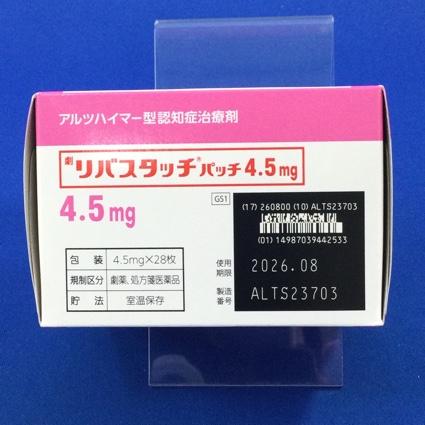 アルツハイマー型認知症治療剤
劇 リバスタッチ®パッチ 4.5mg
4.5mg
GS1
(17) 260800 (10) ALTS23703
(01) 14987039442533
包 装 4.5mg×28枚
規制区分 劇薬、処方箋医薬品
貯 法 室温保存
使用期限 2026.08
製造番号 ALTS23703